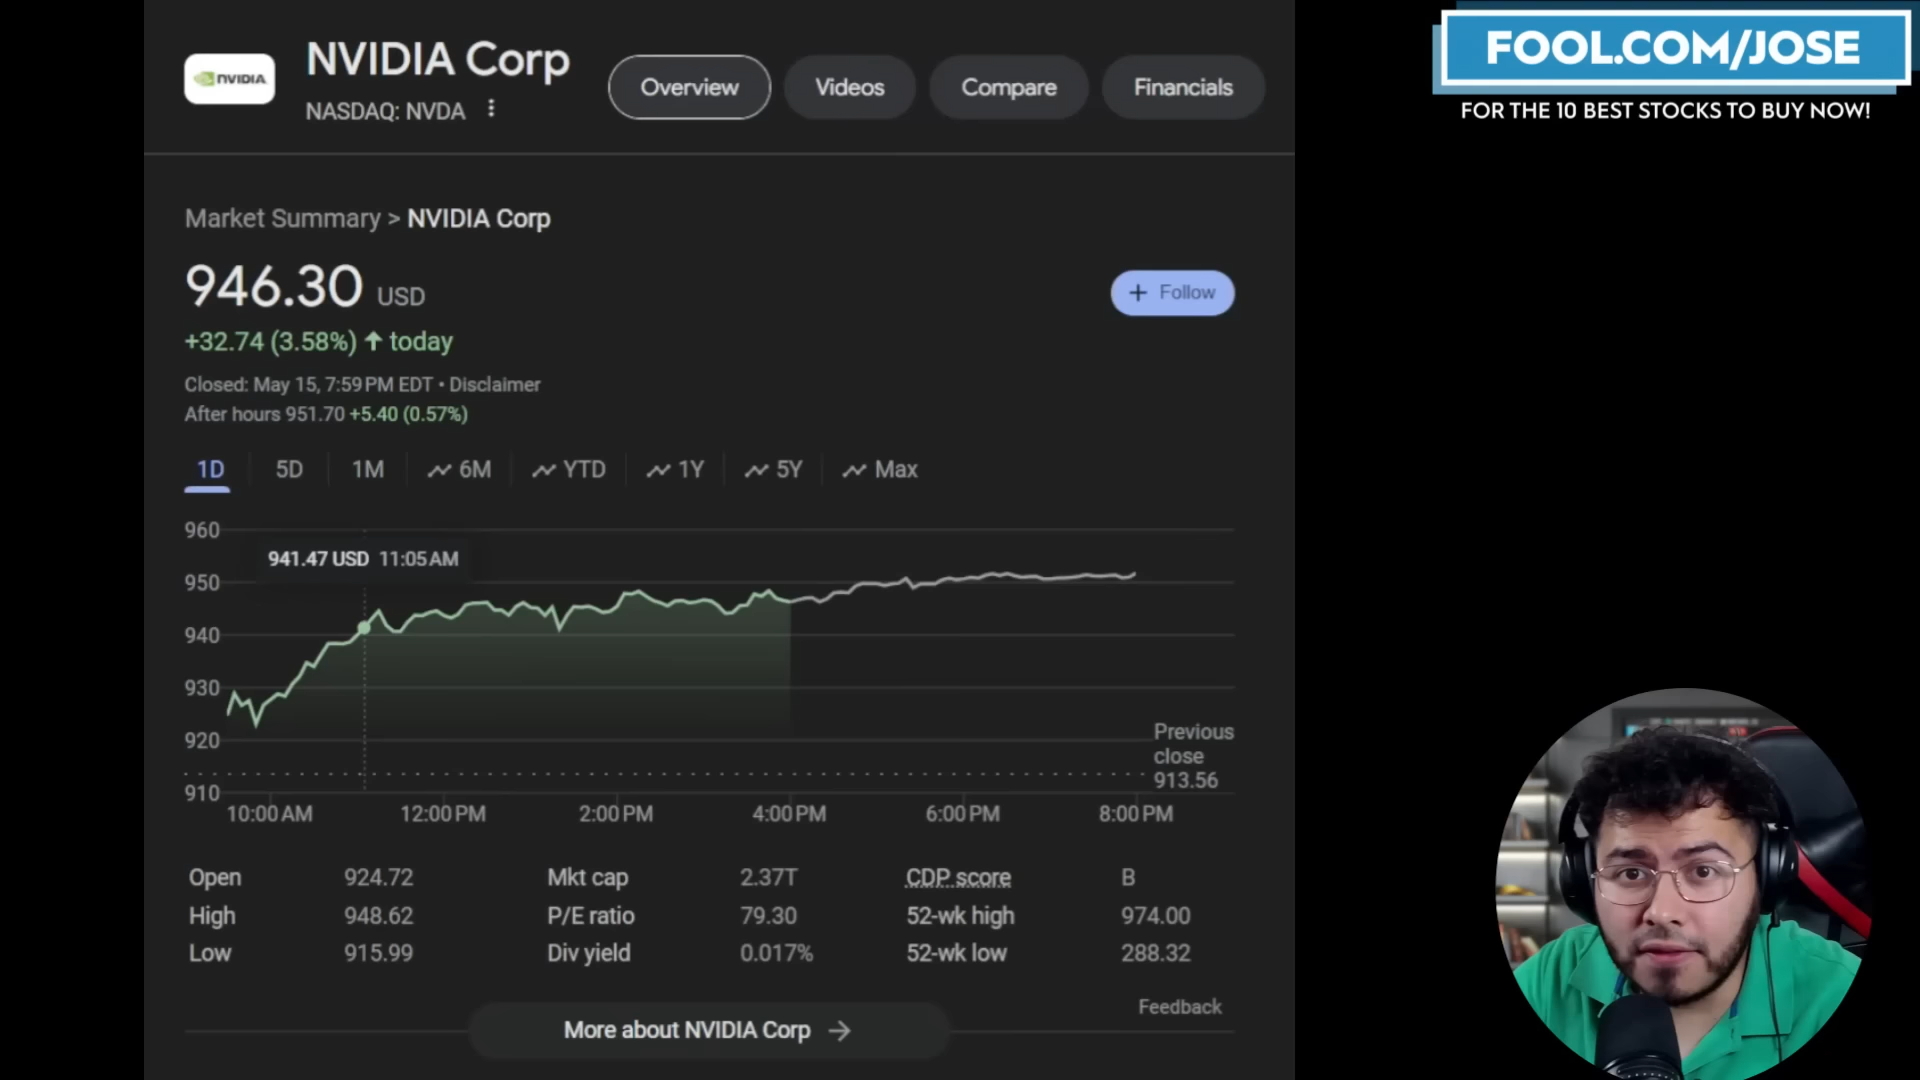 FOOL.COM/JOSE
FOR THE 10 BEST STOCKS TO BUY NOW!
NVIDIA
NVIDIA Corp
NASDAQ: NVDA
Overview
Videos
Compare
Financials
Market Summary > NVIDIA Corp
946.30 USD
+ Follow
+32.74 (3.58%) ↑ today
Closed: May 15, 7:59 PM EDT • Disclaimer
After hours 951.70 +5.40 (0.57%)
1D 5D 1M 6M YTD 1Y 5Y Max
960
941.47 USD 11:05 AM
950
940
930
920
Previous
close
913.56
910
10:00 AM 12:00 PM 2:00 PM 4:00 PM 6:00 PM 8:00 PM
Open 924.72 Mkt cap 2.37T CDP score B
High 948.62 P/E ratio 79.30 52-wk high 974.00
Low 915.99 Div yield 0.017% 52-wk low 288.32
Feedback
More about NVIDIA Corp →